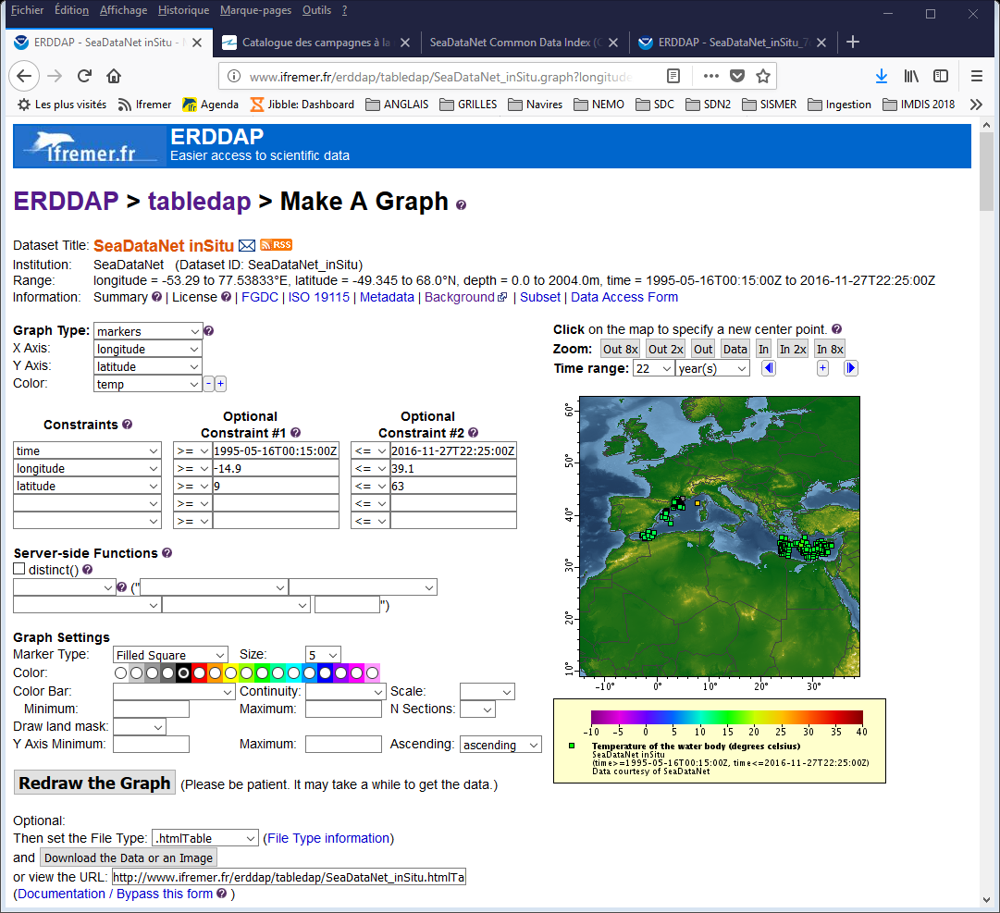 Fichier Édition Affichage Historique Marque-pages Outils ?
ERDDAP - SeaDataNet inSitu - Catalogue des campagnes à la SeaDataNet Common Data Index ( ERDDAP - SeaDataNet_inSitu_7
www.ifremer.fr/erddap/tabledap/SeaDataNet_inSitu.graph?longitude
Les plus visités Ifremer Agenda Jibble: Dashboard ANGLAIS GRILLES Navires NEMO SDC SDN2 SISMER Ingestion IMDIS 2018
ifremer.fr
ERDDAP
Easier access to scientific data
ERDDAP > tabledap > Make A Graph ?
Dataset Title: SeaDataNet inSitu RSS
Institution: SeaDataNet (Dataset ID: SeaDataNet_inSitu)
Range: longitude = -53.29 to 77.53833°E, latitude = -49.345 to 68.0°N, depth = 0.0 to 2004.0m, time = 1995-05-16T00:15:00Z to 2016-11-27T22:25:00Z
Information: Summary ? | License ? | FGDC | ISO 19115 | Metadata | Background | Subset | Data Access Form
Graph Type: markers ?
X Axis: longitude
Y Axis: latitude
Color: temp - +
Constraints ? Optional Constraint #1 ? Optional Constraint #2 ?
time >= 1995-05-16T00:15:00Z <= 2016-11-27T22:25:00Z
longitude >= -14.9 <= 39.1
latitude >= 9 <= 63
>= <=
>= <=
Server-side Functions ?
distinct() ?
? ("
")
Graph Settings
Marker Type: Filled Square Size: 5
Color:
Color Bar: Continuity: Scale:
Minimum: Maximum: N Sections:
Draw land mask:
Y Axis Minimum: Maximum: Ascending: ascending
Redraw the Graph (Please be patient. It may take a while to get the data.)
Optional:
Then set the File Type: .htmlTable (File Type information)
and Download the Data or an Image
or view the URL: http://www.ifremer.fr/erddap/tabledap/SeaDataNet_inSitu.htmlTa
(Documentation / Bypass this form ? )
Click on the map to specify a new center point. ?
Zoom: Out 8x Out 2x Out Data In In 2x In 8x
Time range: 22 year(s) +
60°
50°
40°
30°
20°
10°
-10° 0° 10° 20° 30°
-10 -5 0 5 10 15 20 25 30 35 40
Temperature of the water body (degrees celsius)
SeaDataNet inSitu
(time>=1995-05-16T00:15:00Z, time<=2016-11-27T22:25:00Z)
Data courtesy of SeaDataNet